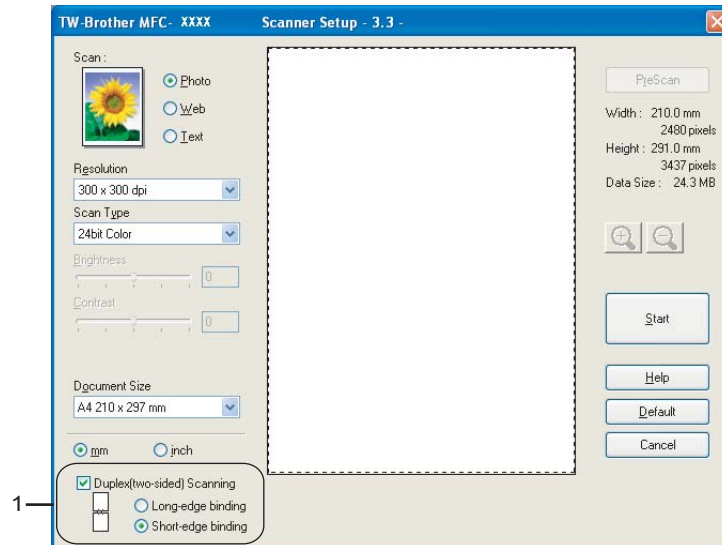 TW-Brother MFC- XXXX Scanner Setup - 3.3 -
Scan :
Photo
Web
Text
Resolution
300 x 300 dpi
Scan Type
24bit Color
Brightness
0
Contrast
0
Document Size
A4 210 x 297 mm
mm inch
1
Duplex(two-sided) Scanning
Long-edge binding
Short-edge binding
PreScan
Width : 210.0 mm
2480 pixels
Height : 291.0 mm
3437 pixels
Data Size : 24.3 MB
Start
Help
Default
Cancel